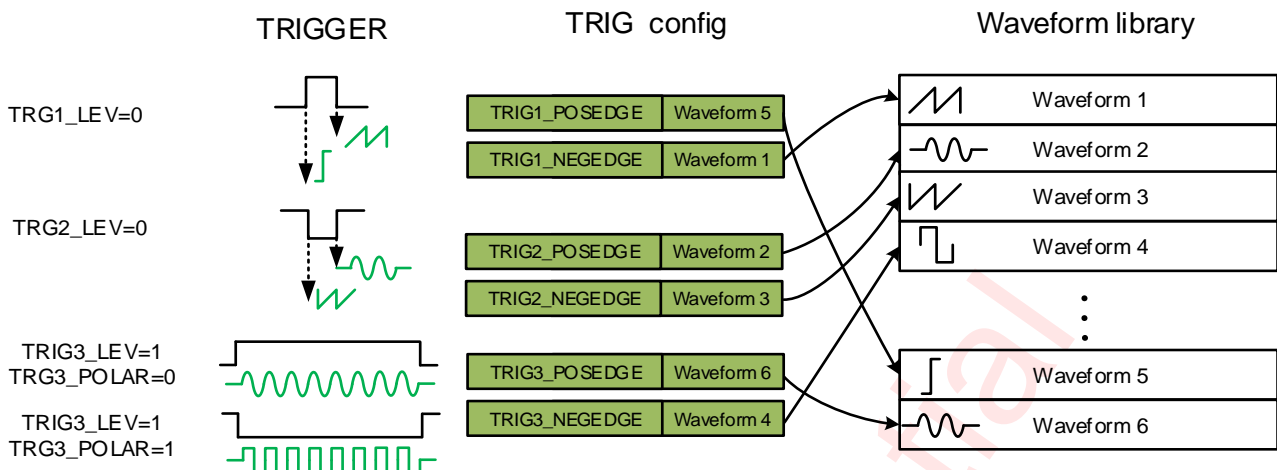 TRIGGER
TRIG config
Waveform library
TRG1_LEV=0
TRIG1_POSEDGE Waveform 5
TRIG1_NEGEDGE Waveform 1
Waveform 1
Waveform 2
Waveform 3
TRG2_LEV=0
TRIG2_POSEDGE Waveform 2
TRIG2_NEGEDGE Waveform 3
Waveform 4
TRIG3_LEV=1
TRG3_POLAR=0
TRIG3_POSEDGE Waveform 6
Waveform 5
TRIG3_LEV=1
TRG3_POLAR=1
TRIG3_NEGEDGE Waveform 4
Waveform 6
tial